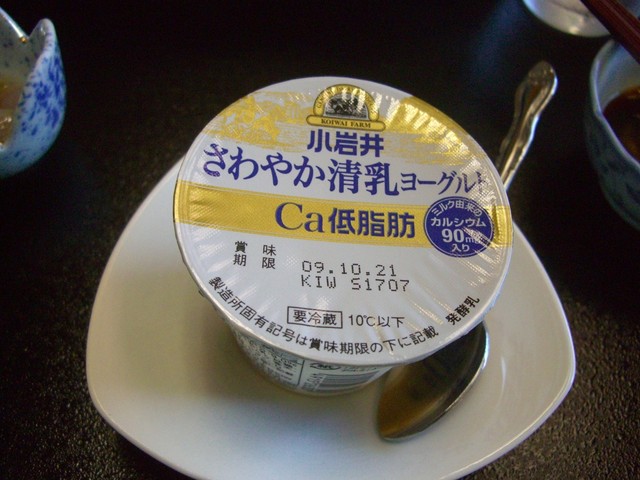 KOIWAI FARM
小岩井
さわやか清乳ヨーグルト
Ca低脂肪
ミルク由来の
カルシウム
90mg
入り
賞味
期限
09.10.21
KIW S1707
要冷蔵 10℃以下
製造所固有記号は賞味期限の下に記載 発酵乳